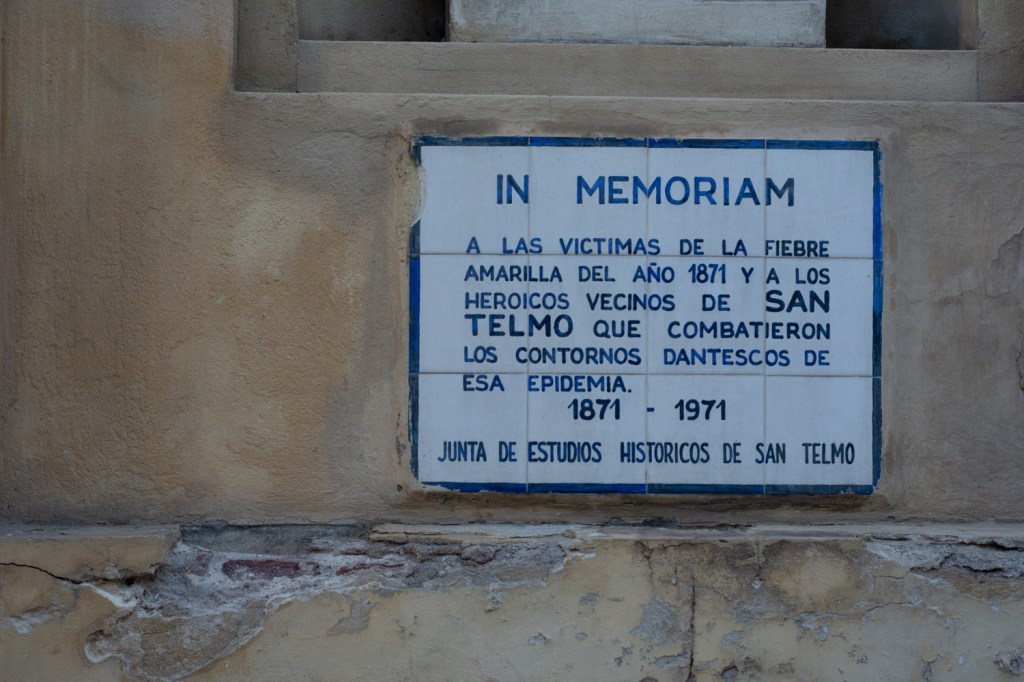 IN MEMORIAM
A LAS VICTIMAS DE LA FIEBRE
AMARILLA DEL AÑO 1871 Y A LOS
HEROICOS VECINOS DE SAN
TELMO QUE COMBATIERON
LOS CONTORNOS DANTESCOS DE
ESA EPIDEMIA.
1871 - 1971
JUNTA DE ESTUDIOS HISTORICOS DE SAN TELMO